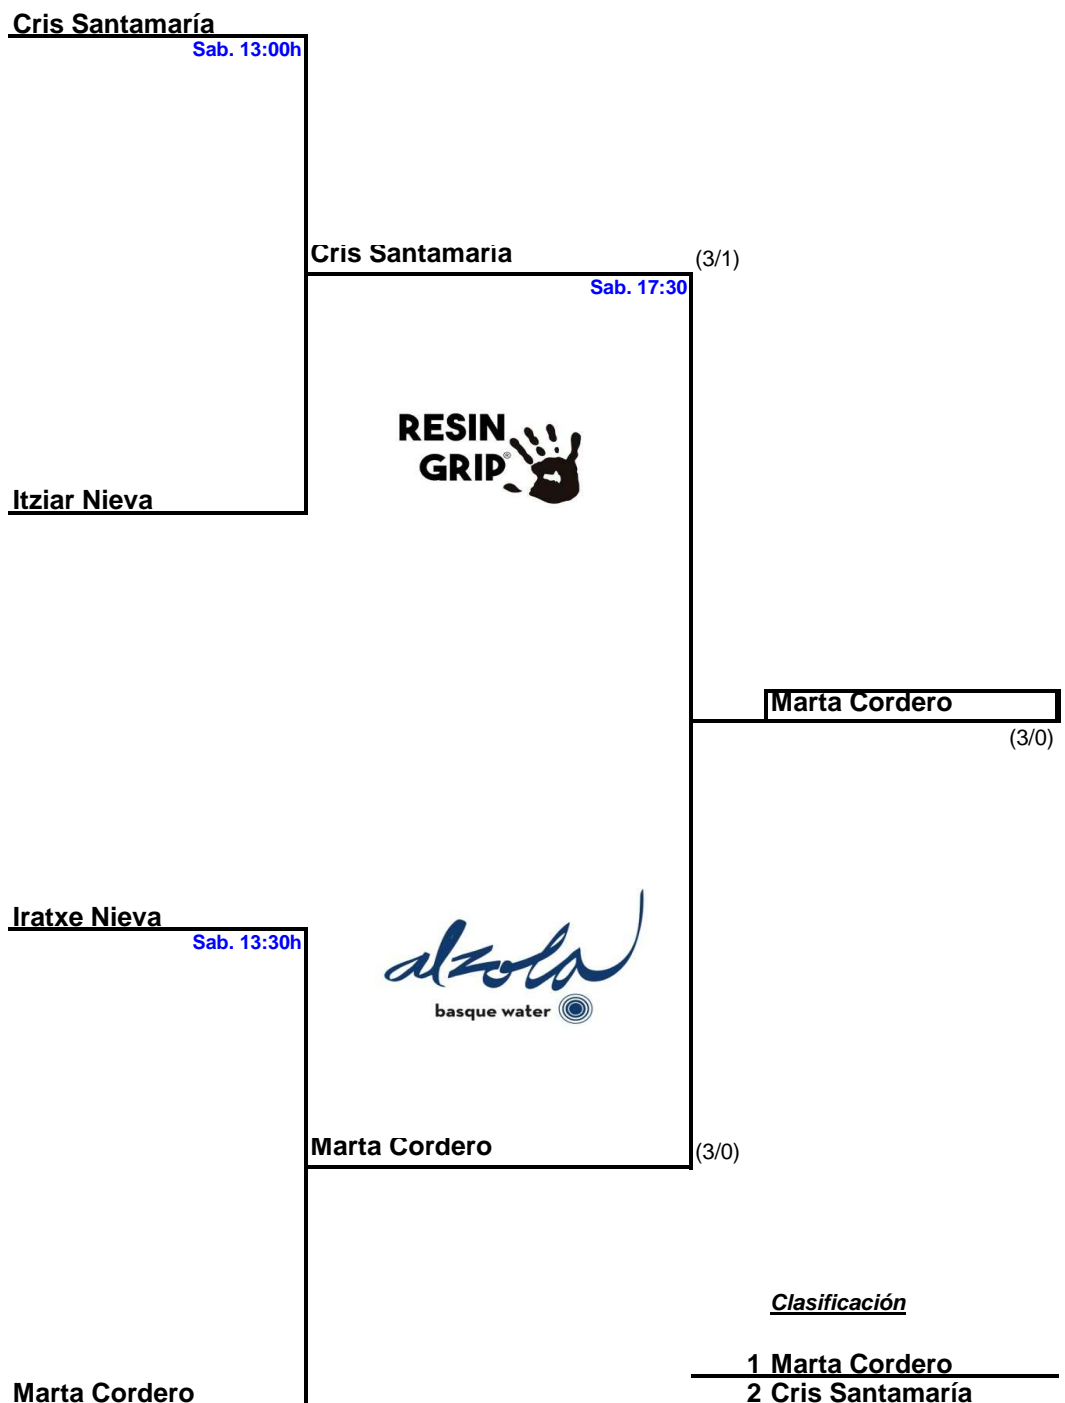 Cris Santamaría
Sab. 13:00h
Cris Santamaría
(3/1)
Sab. 17:30
RESIN
GRIP®
Itziar Nieva
Marta Cordero
(3/0)
Iratxe Nieva
Sab. 13:30h
alzola
basque water
Marta Cordero
(3/0)
Clasificación
1 Marta Cordero
Marta Cordero
2 Cris Santamaría